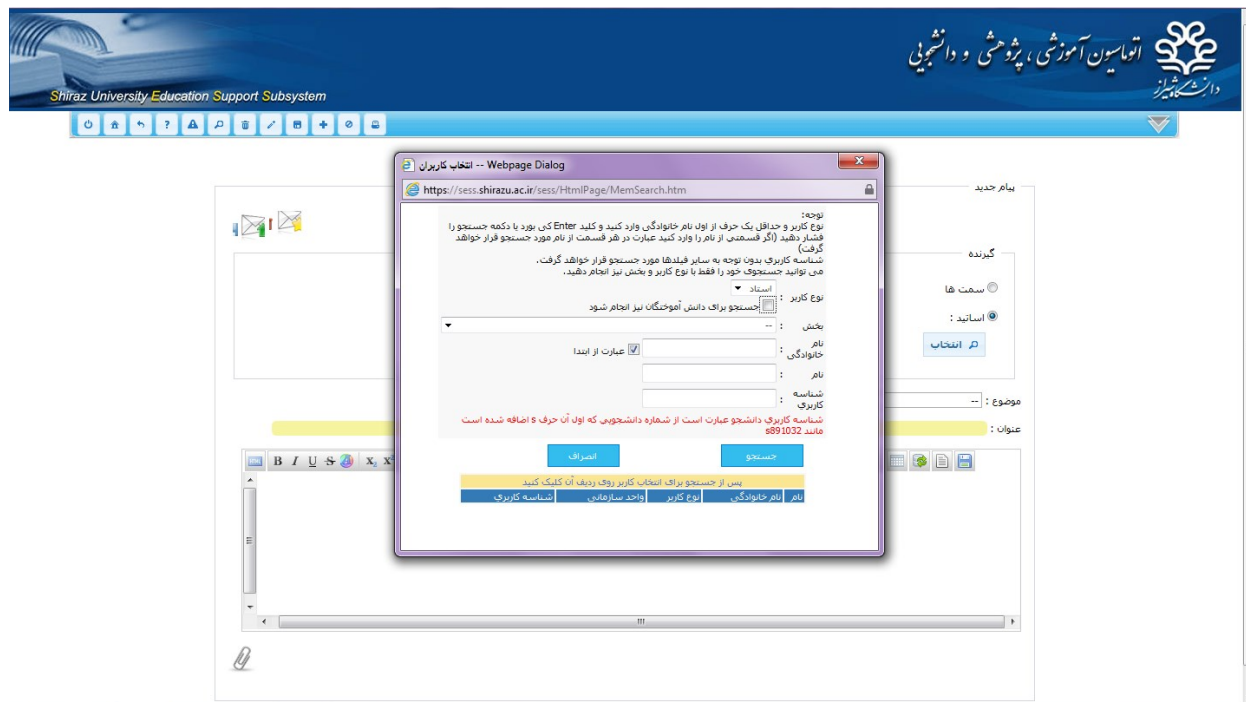 اتوماسیون آموزشی ، پژوهشی و دانشجویی
دانشگاه شیراز
Shiraz University Education Support Subsystem
انتخاب کاربران -- Webpage Dialog
https://sess.shirazu.ac.ir/sess/HtmlPage/MemSearch.htm
پیام جدید
توجه:
نوع کاربر و حداقل یک حرف از اول نام خانوادگی وارد کنید و کلید Enter کی بورد یا دکمه جستجو را
فشار دهید (اگر قسمتی از نام را وارد کنید عبارت در هر قسمت از نام مورد جستجو قرار خواهد
گرفت)
شناسه کاربري بدون توجه به سایر فیلدها مورد جستجو قرار خواهد گرفت.
می توانید جستجوی خود را فقط با نوع کاربر و بخش نیز انجام دهید.
گیرنده
سمت ها
اساتید :
انتخاب
نوع کاربر :
استاد
جستجو برای دانش آموختگان نیز انجام شود
بخش : --
نام
خانوادگی :
عبارت از ابتدا
نام :
شناسه
کاربري :
شناسه کاربري دانشجو عبارت است از شماره دانشجویی که اول آن حرف s اضافه شده است
مانند s891032
جستجو انصراف
پس از جستجو برای انتخاب کاربر روی ردیف آن کلیک کنید
نام نام خانوادگی نوع کاربر واحد سازمانی شناسه کاربري
موضوع : --
عنوان :
B I U S X₂ X²